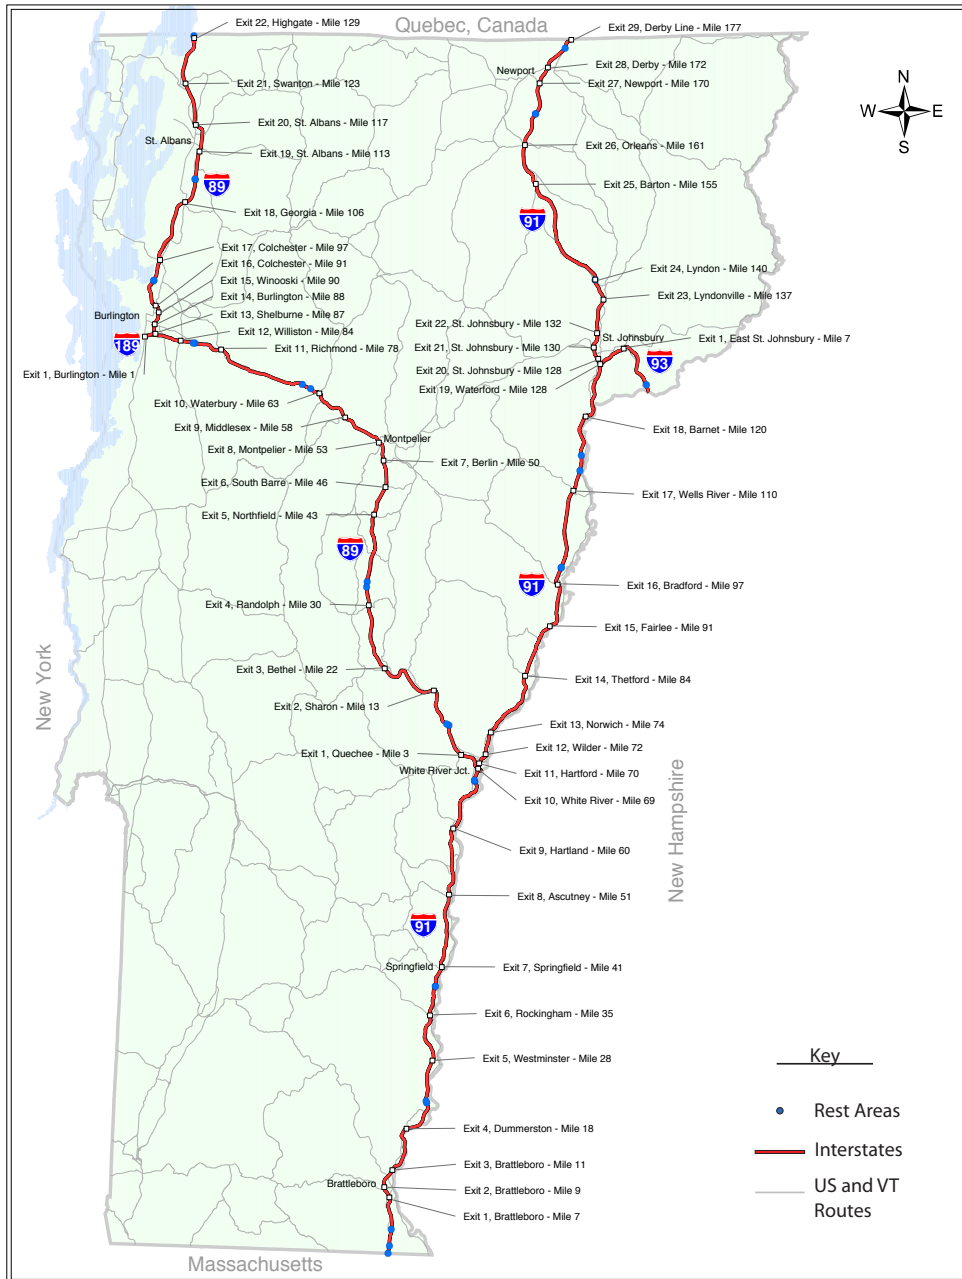 Quebec, Canada
Exit 22, Highgate - Mile 129
Exit 29, Derby Line - Mile 177
Newport
Exit 28, Derby - Mile 172
Exit 27, Newport - Mile 170
Exit 21, Swanton - Mile 123
N
W
E
S
Exit 20, St. Albans - Mile 117
St. Albans
Exit 19, St. Albans - Mile 113
Exit 26, Orleans - Mile 161
89
Exit 25, Barton - Mile 155
Exit 18, Georgia - Mile 106
91
Exit 17, Colchester - Mile 97
Exit 16, Colchester - Mile 91
Exit 15, Winooski - Mile 90
Exit 14, Burlington - Mile 88
Exit 13, Shelburne - Mile 87
Burlington
Exit 12, Williston - Mile 84
189
Exit 11, Richmond - Mile 78
Exit 1, Burlington - Mile 1
Exit 24, Lyndon - Mile 140
Exit 23, Lyndonville - Mile 137
Exit 22, St. Johnsbury - Mile 132
St. Johnsbury
Exit 21, St. Johnsbury - Mile 130
Exit 1, East St. Johnsbury - Mile 7
93
Exit 20, St. Johnsbury - Mile 128
Exit 19, Waterford - Mile 128
Exit 10, Waterbury - Mile 63
Exit 9, Middlesex - Mile 58
Exit 18, Barnet - Mile 120
Montpelier
Exit 8, Montpelier - Mile 53
Exit 7, Berlin - Mile 50
Exit 6, South Barre - Mile 46
Exit 17, Wells River - Mile 110
Exit 5, Northfield - Mile 43
89
91
Exit 16, Bradford - Mile 97
Exit 4, Randolph - Mile 30
Exit 15, Fairlee - Mile 91
New York
Exit 3, Bethel - Mile 22
Exit 14, Thetford - Mile 84
Exit 2, Sharon - Mile 13
Exit 13, Norwich - Mile 74
Exit 1, Quechee - Mile 3
Exit 12, Wilder - Mile 72
White River Jct.
Exit 11, Hartford - Mile 70
Exit 10, White River - Mile 69
New Hampshire
Exit 9, Hartland - Mile 60
Exit 8, Ascutney - Mile 51
91
Springfield
Exit 7, Springfield - Mile 41
Exit 6, Rockingham - Mile 35
Exit 5, Westminster - Mile 28
Exit 4, Dummerston - Mile 18
Exit 3, Brattleboro - Mile 11
Brattleboro
Exit 2, Brattleboro - Mile 9
Exit 1, Brattleboro - Mile 7
Massachusetts
Key
Rest Areas
Interstates
US and VT
Routes